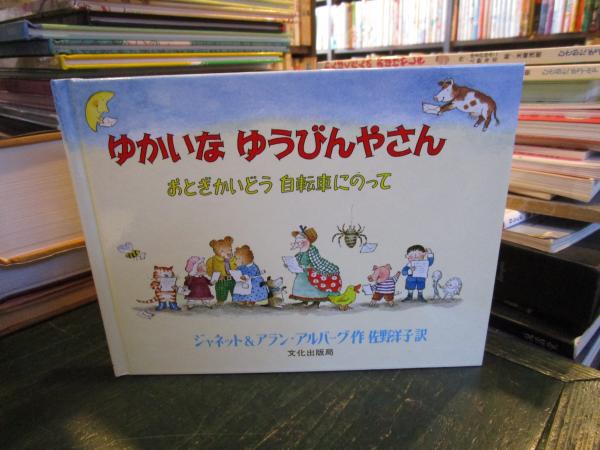 ゆかいな ゆうびんやさん
おとぎかいどう 自転車にのって
ジャネット&アラン・アルバーグ作 佐野洋子訳
文化出版局